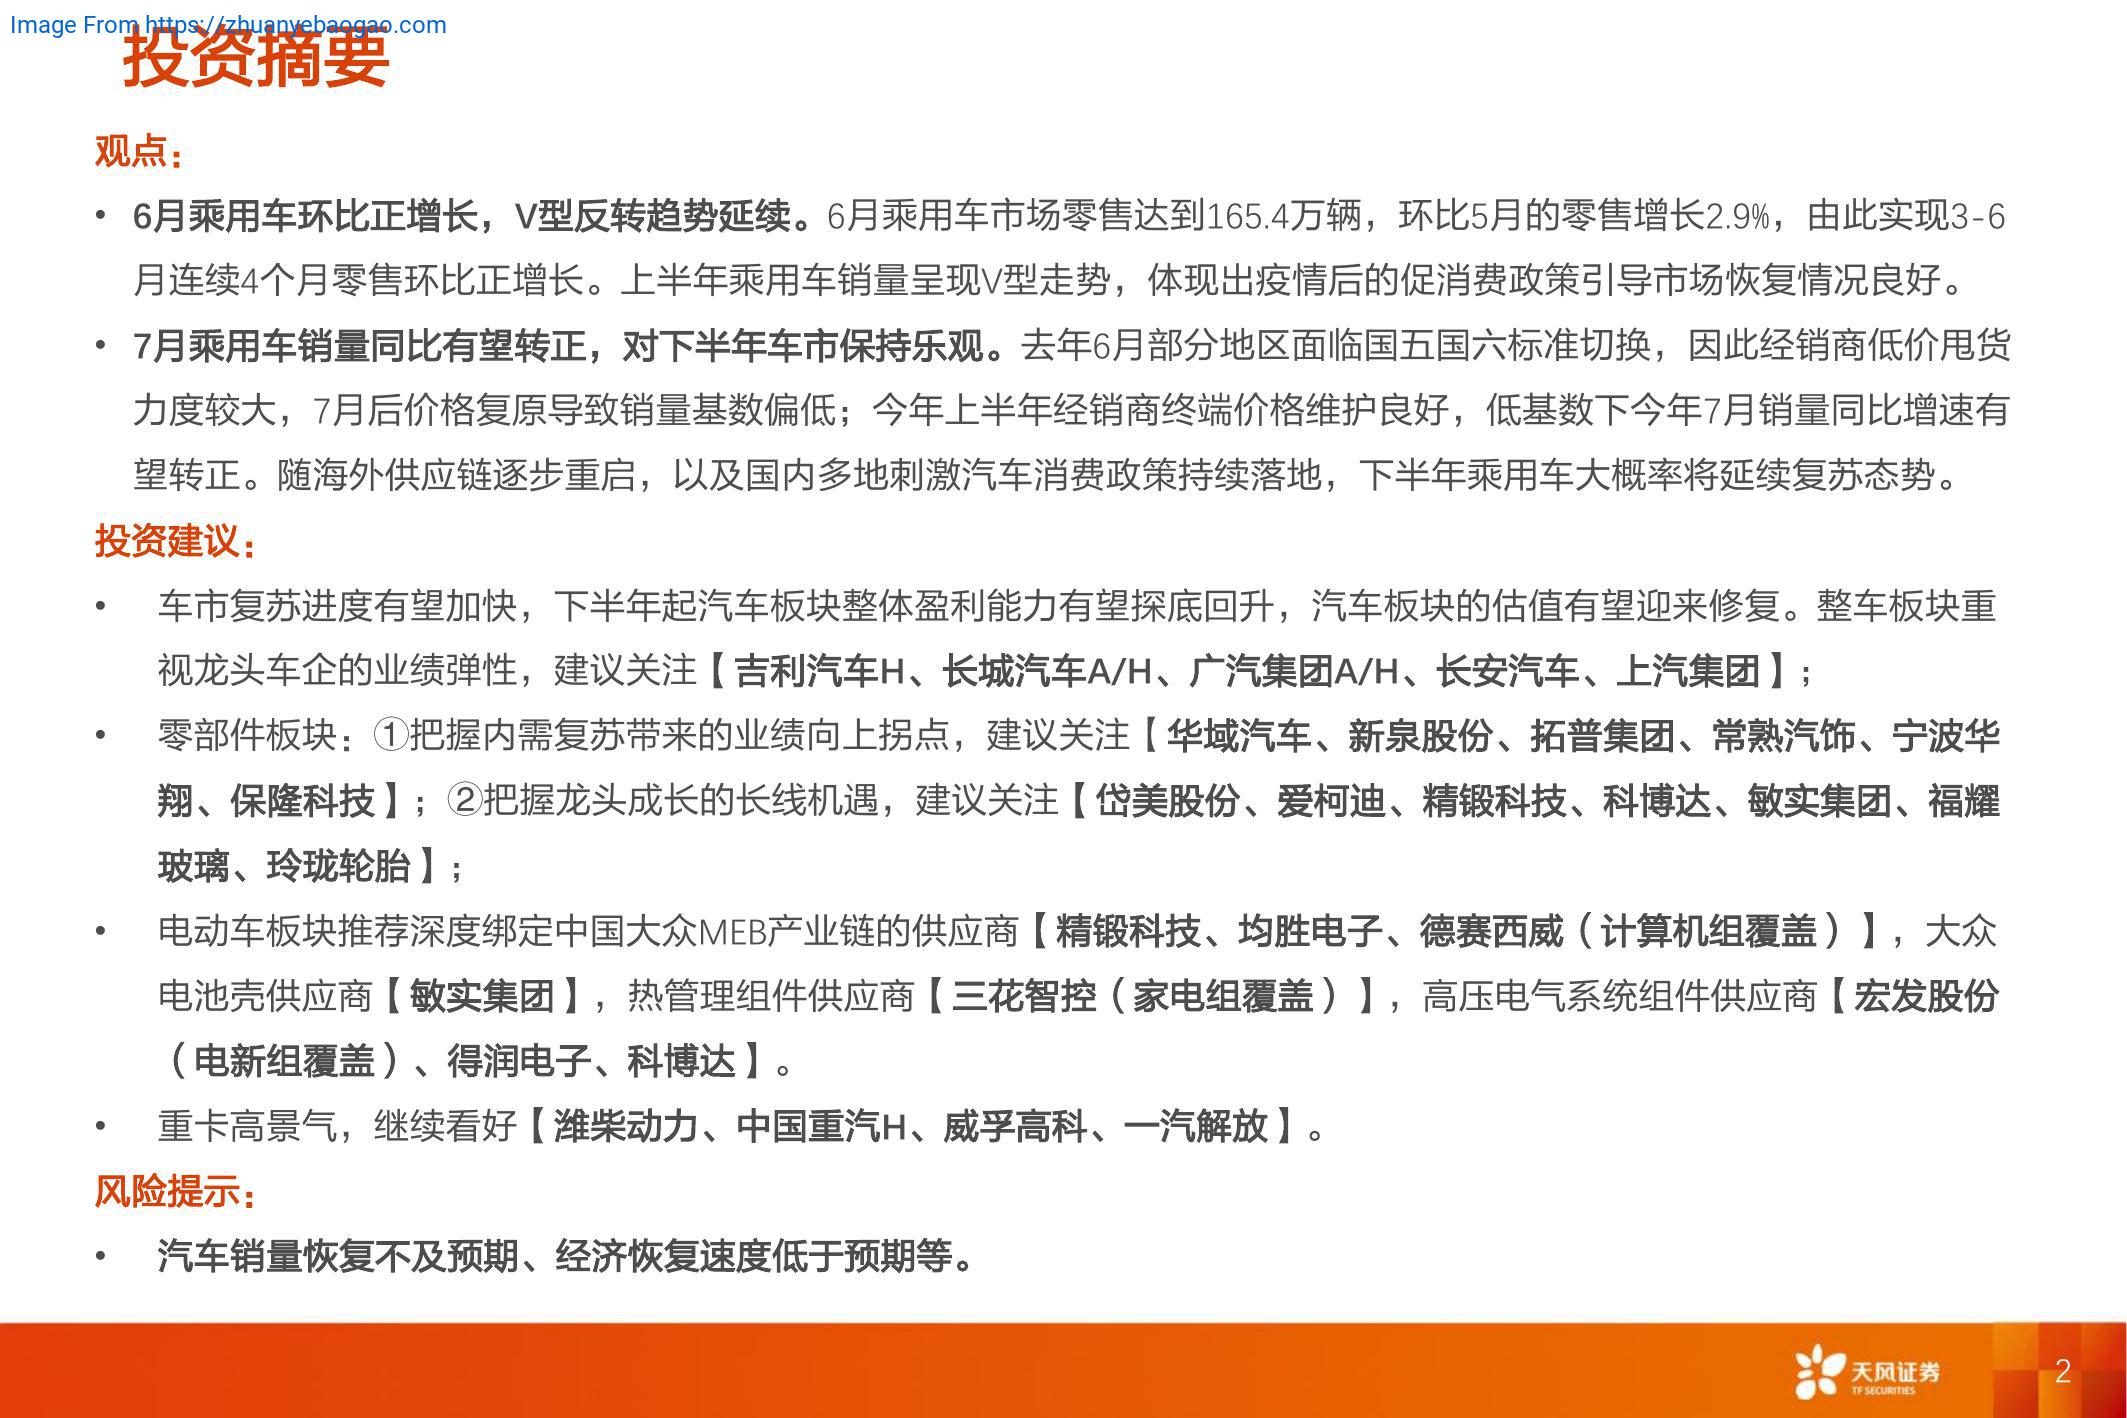 Image From https://zhuanyebaogao.com
投资摘要
观点：
• 6月乘用车环比正增长，V型反转趋势延续。6月乘用车市场零售达到165.4万辆，环比5月的零售增长2.9%，由此实现3-6
月连续4个月零售环比正增长。上半年乘用车销量呈现V型走势，体现出疫情后的促消费政策引导市场恢复情况良好。
• 7月乘用车销量同比有望转正，对下半年车市保持乐观。去年6月部分地区面临国五国六标准切换，因此经销商低价甩货
力度较大，7月后价格复原导致销量基数偏低；今年上半年经销商终端价格维护良好，低基数下今年7月销量同比增速有
望转正。随海外供应链逐步重启，以及国内多地刺激汽车消费政策持续落地，下半年乘用车大概率将延续复苏态势。
投资建议：
• 车市复苏进度有望加快，下半年起汽车板块整体盈利能力有望探底回升，汽车板块的估值有望迎来修复。整车板块重
视龙头车企的业绩弹性，建议关注【吉利汽车H、长城汽车A/H、广汽集团A/H、长安汽车、上汽集团】；
• 零部件板块：①把握内需复苏带来的业绩向上拐点，建议关注【华域汽车、新泉股份、拓普集团、常熟汽饰、宁波华
翔、保隆科技】；②把握龙头成长的长线机遇，建议关注【岱美股份、爱柯迪、精锻科技、科博达、敏实集团、福耀
玻璃、玲珑轮胎】；
• 电动车板块推荐深度绑定中国大众MEB产业链的供应商【精锻科技、均胜电子、德赛西威（计算机组覆盖）】，大众
电池壳供应商【敏实集团】，热管理组件供应商【三花智控（家电组覆盖）】，高压电气系统组件供应商【宏发股份
（电新组覆盖）、得润电子、科博达】。
• 重卡高景气，继续看好【潍柴动力、中国重汽H、威孚高科、一汽解放】。
风险提示：
• 汽车销量恢复不及预期、经济恢复速度低于预期等。
天风证券
TF SECURITIES
2